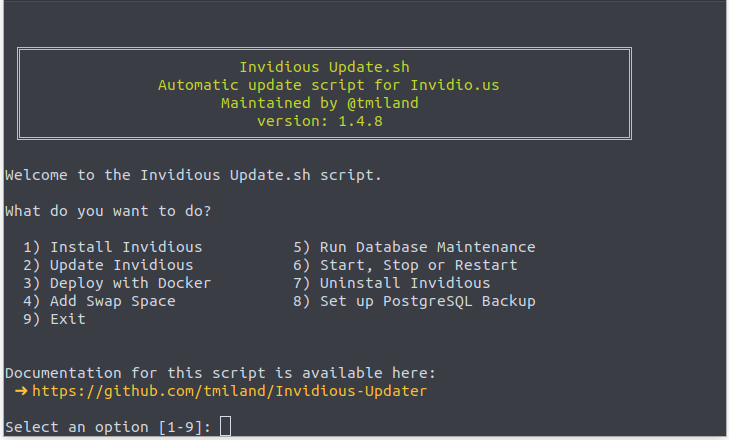 Invidious Update.sh
Automatic update script for Invidio.us
Maintained by @tmiland
version: 1.4.8
Welcome to the Invidious Update.sh script.
What do you want to do?
1) Install Invidious 5) Run Database Maintenance
2) Update Invidious 6) Start, Stop or Restart
3) Deploy with Docker 7) Uninstall Invidious
4) Add Swap Space 8) Set up PostgreSQL Backup
9) Exit
Documentation for this script is available here:
➜ https://github.com/tmiland/Invidious-Updater
Select an option [1-9]: